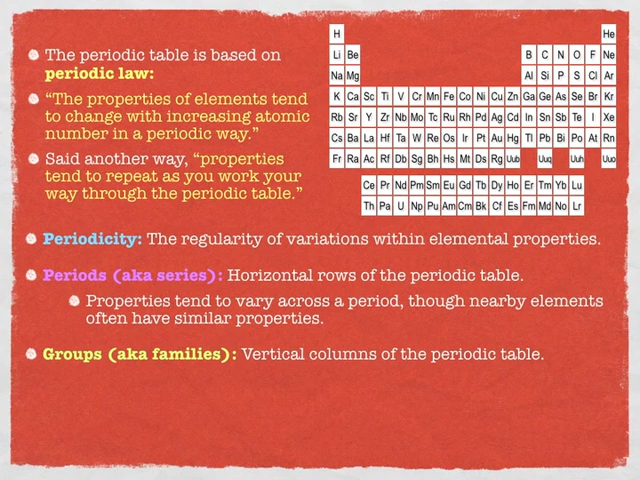 The periodic table is based on
periodic law:
“The properties of elements tend
to change with increasing atomic
number in a periodic way.”
Said another way, “properties
tend to repeat as you work your
way through the periodic table.”
H He
Li Be B C N O F Ne
Na Mg Al Si P S Cl Ar
K Ca Sc Ti V Cr Mn Fe Co Ni Cu Zn Ga Ge As Se Br Kr
Rb Sr Y Zr Nb Mo Tc Ru Rh Pd Ag Cd In Sn Sb Te I Xe
Cs Ba La Hf Ta W Re Os Ir Pt Au Hg Tl Pb Bi Po At Rn
Fr Ra Ac Rf Db Sg Bh Hs Mt Ds Rg Uub Uuq Uuh Uuo
Ce Pr Nd Pm Sm Eu Gd Tb Dy Ho Er Tm Yb Lu
Th Pa U Np Pu Am Cm Bk Cf Es Fm Md No Lr
Periodicity: The regularity of variations within elemental properties.
Periods (aka series): Horizontal rows of the periodic table.
Properties tend to vary across a period, though nearby elements
often have similar properties.
Groups (aka families): Vertical columns of the periodic table.